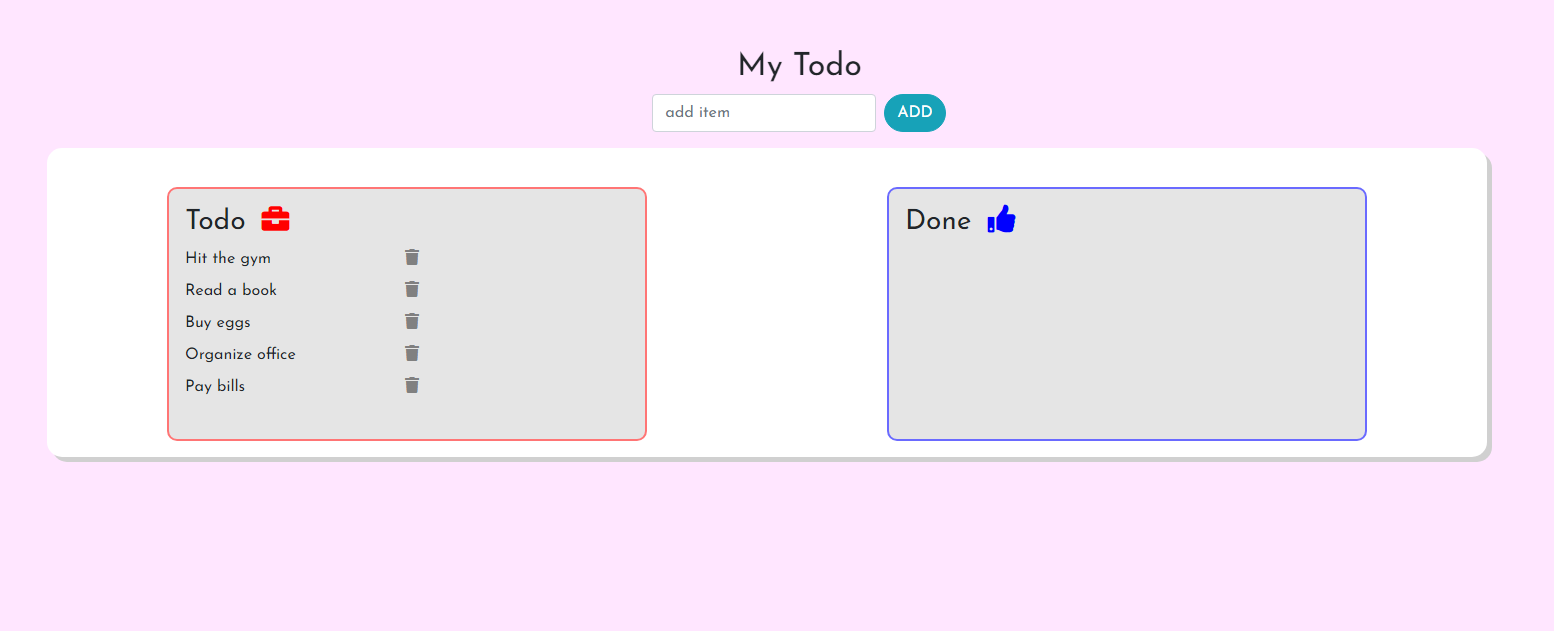 My Todo
add item
ADD
Todo
Hit the gym
Read a book
Buy eggs
Organize office
Pay bills
Done